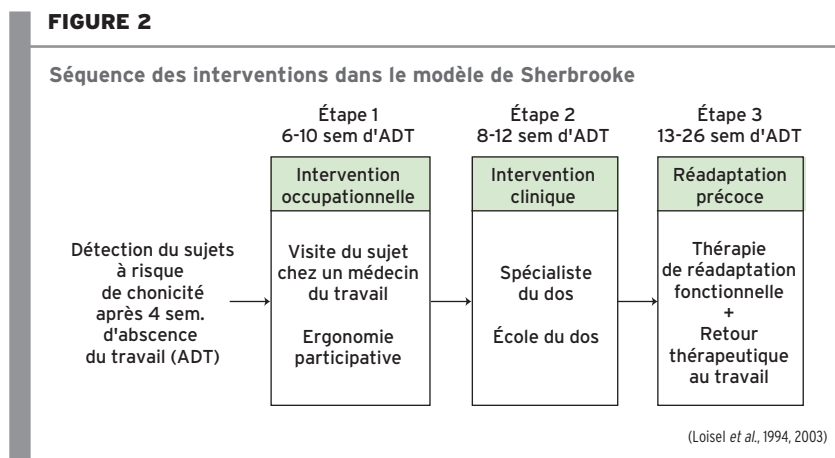 FIGURE 2
Séquence des interventions dans le modèle de Sherbrooke
Détection du sujets
à risque
de chonicité
après 4 sem.
d'abscence
du travail (ADT)
Étape 1
6-10 sem d'ADT
Intervention
occupationnelle
Visite du sujet
chez un médecin
du travail
Ergonomie
participative
Étape 2
8-12 sem d'ADT
Intervention
clinique
Spécialiste
du dos
École du dos
Étape 3
13-26 sem d'ADT
Réadaptation
précoce
Thérapie
de réadaptation
fonctionnelle
+
Retour
thérapeutique
au travail
(Loisel et al., 1994, 2003)